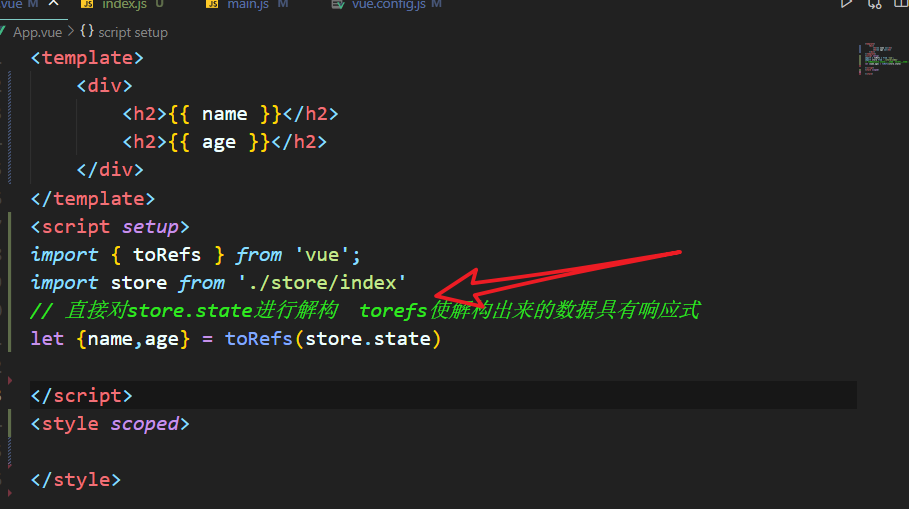 .vue M
index.js U
main.js M
vue.config.js M
App.vue > {} script setup
<template>
<div>
<h2>{{ name }}</h2>
<h2>{{ age }}</h2>
</div>
</template>
<script setup>
import { toRefs } from 'vue';
import store from './store/index'
// 直接对store.state进行解构 torefs使解构出来的数据具有响应式
let {name,age} = toRefs(store.state)
</script>
<style scoped>
</style>